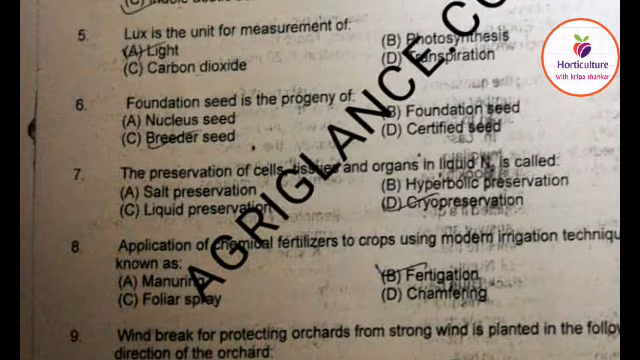 5. Lux is the unit for measurement of:
(A) Light
(B) Photosynthesis
(C) Carbon dioxide
(D) Transpiration
6. Foundation seed is the progeny of:
(A) Nucleus seed
(B) Foundation seed
(C) Breeder seed
(D) Certified seed
7. The preservation of cells, tissues and organs in liquid N₂ is called:
(A) Salt preservation
(B) Hyperbolic preservation
(C) Liquid preservation
(D) Cryopreservation
8. Application of chemical fertilizers to crops using modern irrigation techniqu
known as:
(A) Manuring
(B) Fertigation
(C) Foliar spray
(D) Chamfering
9. Wind break for protecting orchards from strong wind is planted in the follo
direction of the orchard:
AGRIGLANCE.CO
Horticulture
with kripa shankar